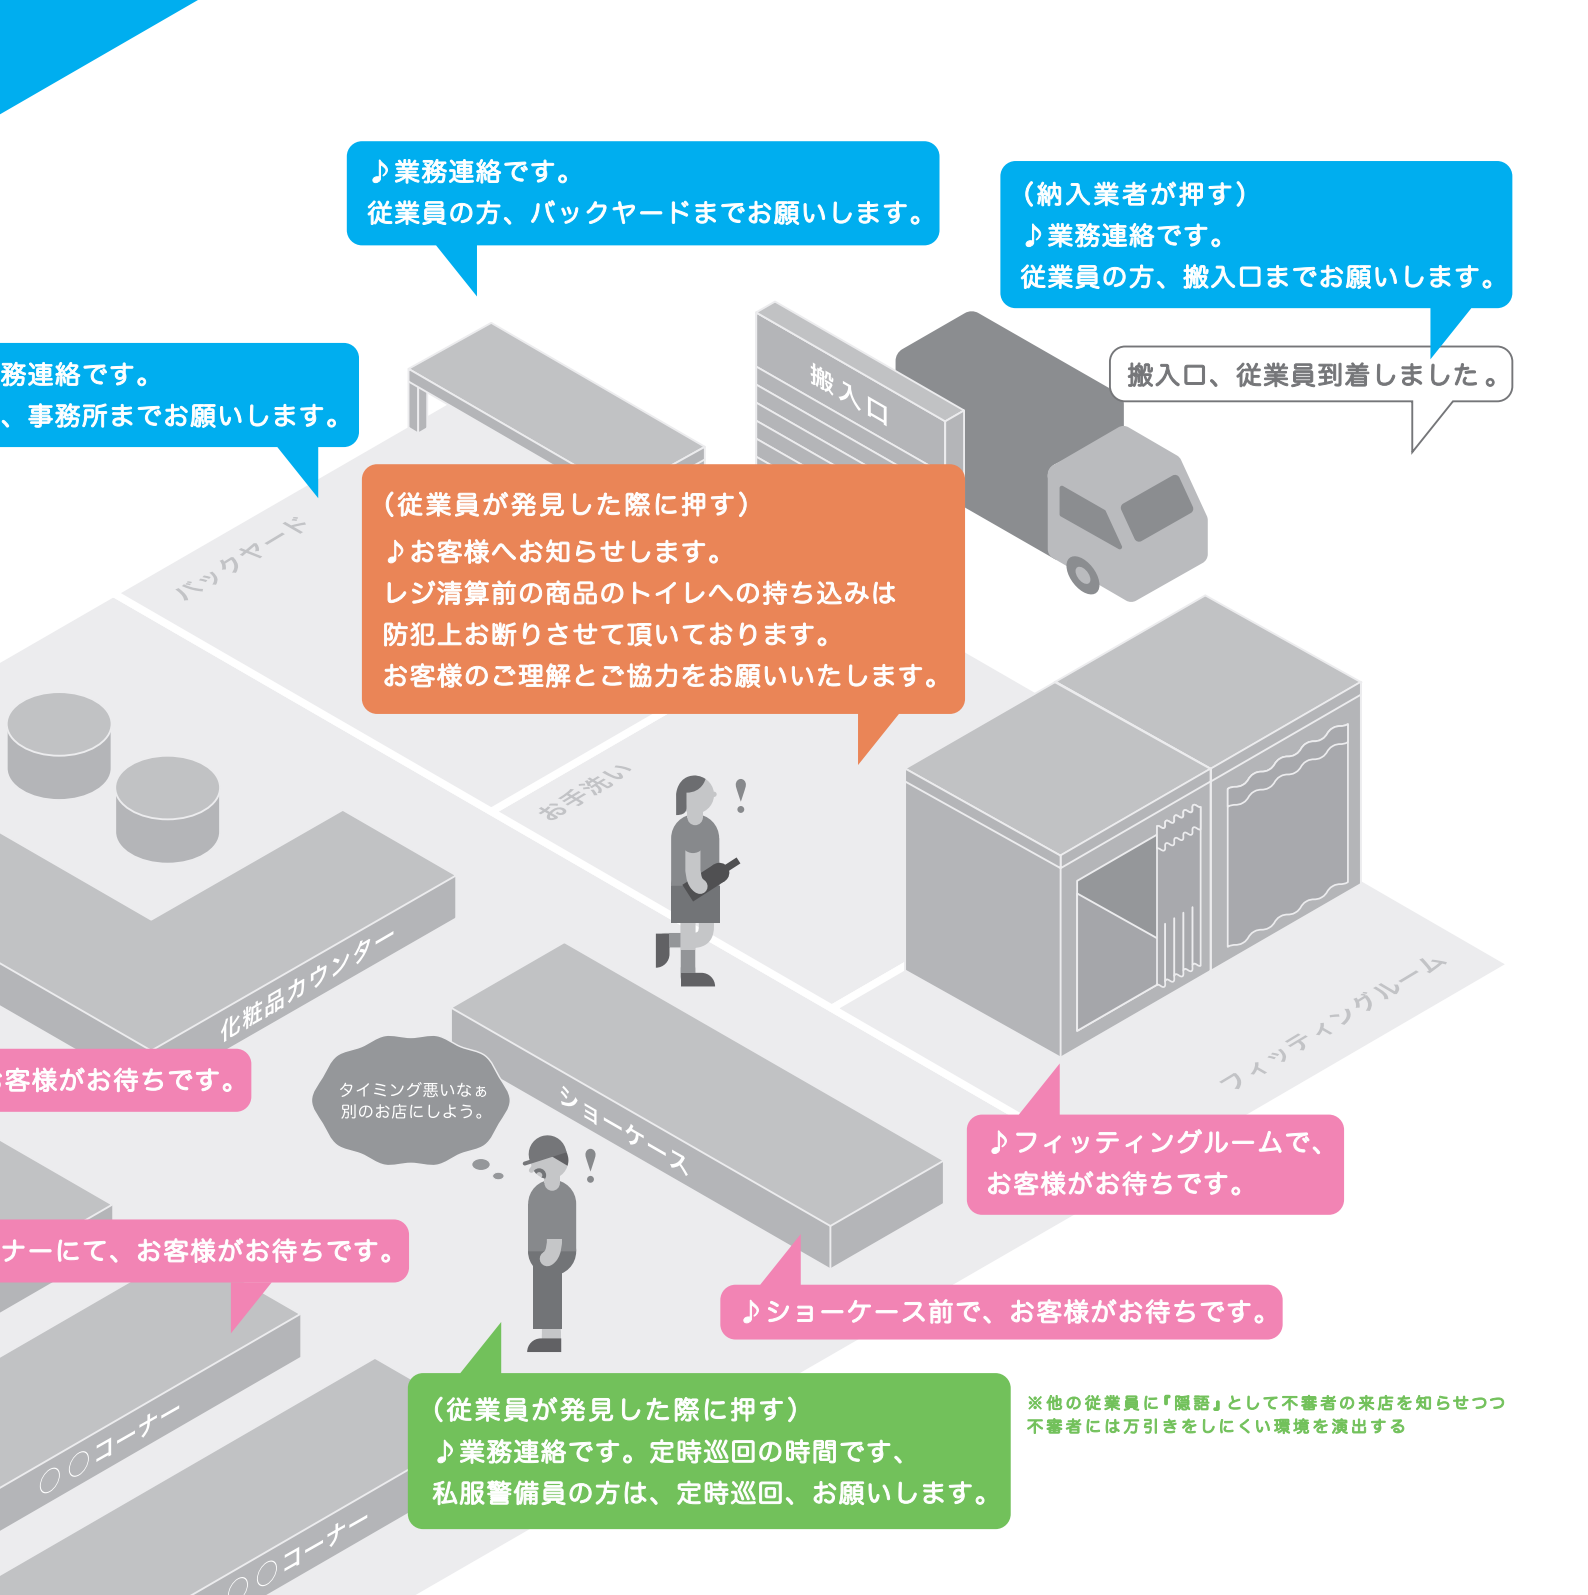 ♪業務連絡です。
従業員の方、バックヤードまでお願いします。
（納入業者が押す）
♪業務連絡です。
従業員の方、搬入口までお願いします。
搬入口、従業員到着しました。
務連絡です。
、事務所までお願いします。
搬入口
バックヤード
（従業員が発見した際に押す）
♪お客様へお知らせします。
レジ清算前の商品のトイレへの持ち込みは
防犯上お断りさせて頂いております。
お客様のご理解とご協力をお願いいたします。
お手洗い
!
化粧品カウンター
フィッティングルーム
お客様がお待ちです。
タイミング悪いなぁ
別のお店にしよう。
!
ショーケース
♪フィッティングルームで、
お客様がお待ちです。
ナーにて、お客様がお待ちです。
♪ショーケース前で、お客様がお待ちです。
（従業員が発見した際に押す）
♪業務連絡です。定時巡回の時間です、
私服警備員の方は、定時巡回、お願いします。
※他の従業員に『隠語』として不審者の来店を知らせつつ
不審者には万引きをしにくい環境を演出する
○○コーナー
○○コーナー